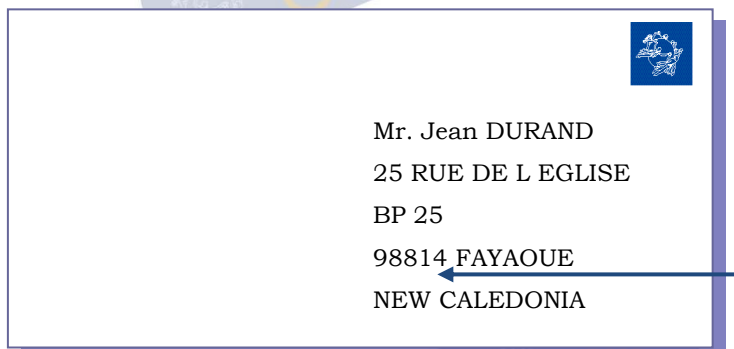 Mr. Jean DURAND
25 RUE DE L EGLISE
BP 25
98814 FAYAOUE
NEW CALEDONIA